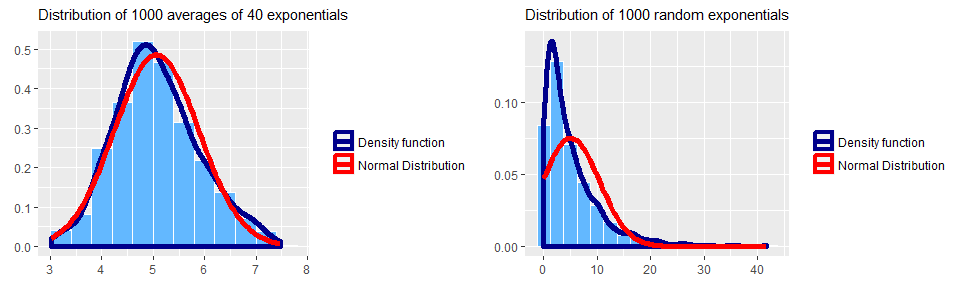 Distribution of 1000 averages of 40 exponentials
0.5
0.4
0.3
0.2
0.1
0.0
3 4 5 6 7 8
Density function
Normal Distribution
Distribution of 1000 random exponentials
0.10
0.05
0.00
0 10 20 30 40
Density function
Normal Distribution